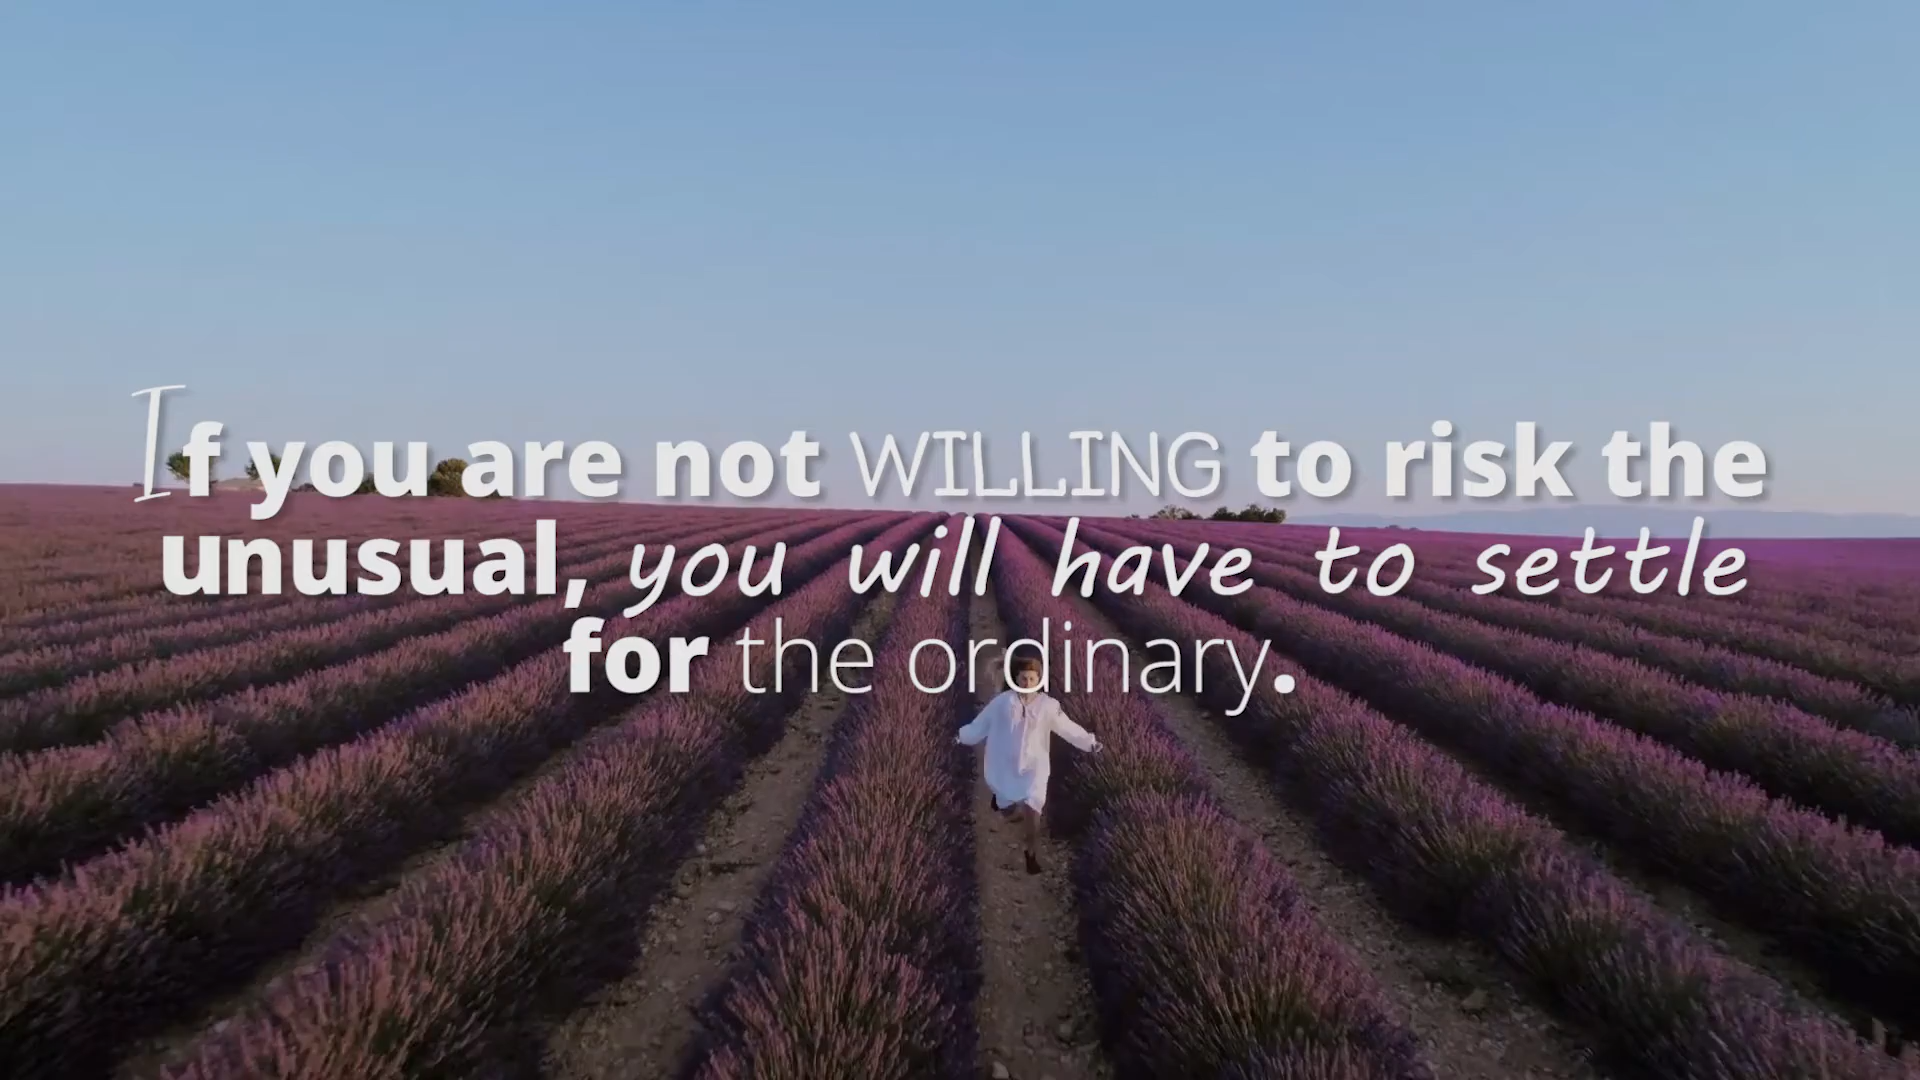 If you are not WILLING to risk the
unusual, you will have to settle
for the ordinary.